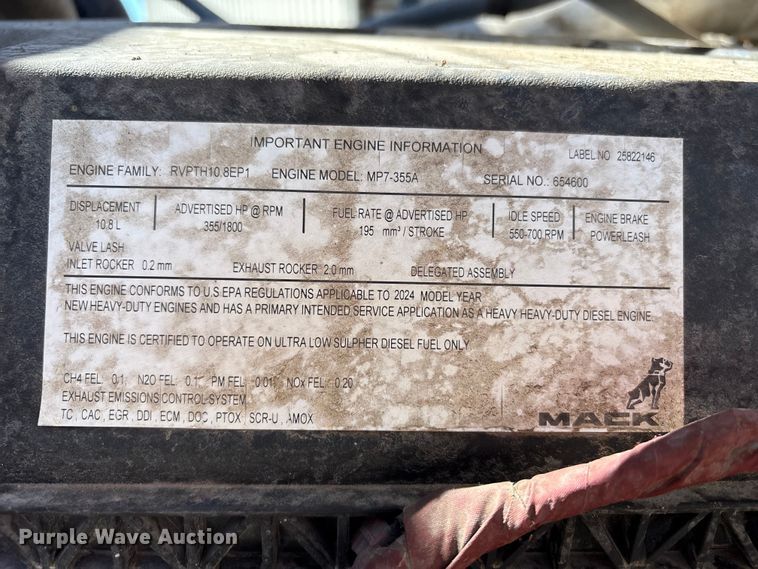 IMPORTANT ENGINE INFORMATION
LABEL NO 25822146
ENGINE FAMILY: RVPTH10.8EP1 ENGINE MODEL: MP7-355A SERIAL NO.: 654600
DISPLACEMENT ADVERTISED HP @ RPM FUEL RATE @ ADVERTISED HP IDLE SPEED ENGINE BRAKE
10.8 L 355/1800 195 mm³ / STROKE 550-700 RPM POWERLEASH
VALVE LASH
INLET ROCKER 0.2 mm EXHAUST ROCKER 2.0 mm DELEGATED ASSEMBLY
THIS ENGINE CONFORMS TO U.S.EPA REGULATIONS APPLICABLE TO 2024 MODEL YEAR
NEW HEAVY-DUTY ENGINES AND HAS A PRIMARY INTENDED SERVICE APPLICATION AS A HEAVY HEAVY-DUTY DIESEL ENGINE.
THIS ENGINE IS CERTIFIED TO OPERATE ON ULTRA LOW SULPHER DIESEL FUEL ONLY
CH4 FEL: 0.1; N2O FEL: 0.1; PM FEL: 0.01; NOx FEL: 0.20
EXHAUST EMISSIONS CONTROL SYSTEM
TC , CAC , EGR , DDI , ECM , DOC , PTOX , SCR-U , AMOX
MACK
Purple Wave Auction